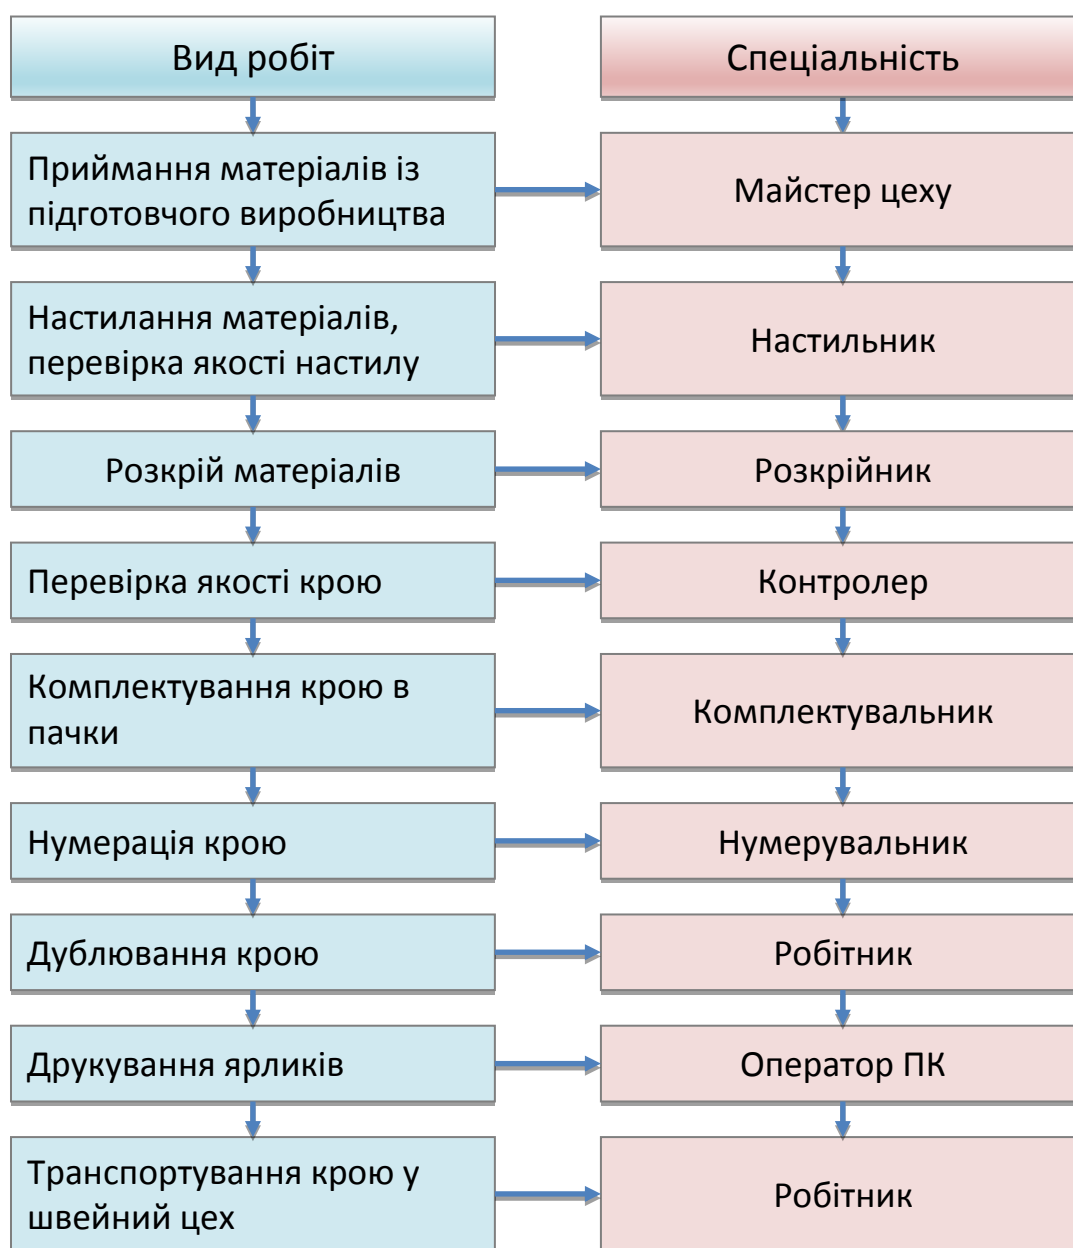 Вид робіт
Спеціальність
Приймання матеріалів із
підготовчого виробництва
Майстер цеху
Настилання матеріалів,
перевірка якості настилу
Настильник
Розкрій матеріалів
Розкрійник
Перевірка якості крою
Контролер
Комплектування крою в
пачки
Комплектувальник
Нумерація крою
Нумерувальник
Дублювання крою
Робітник
Друкування ярликів
Оператор ПК
Транспортування крою у
швейний цех
Робітник